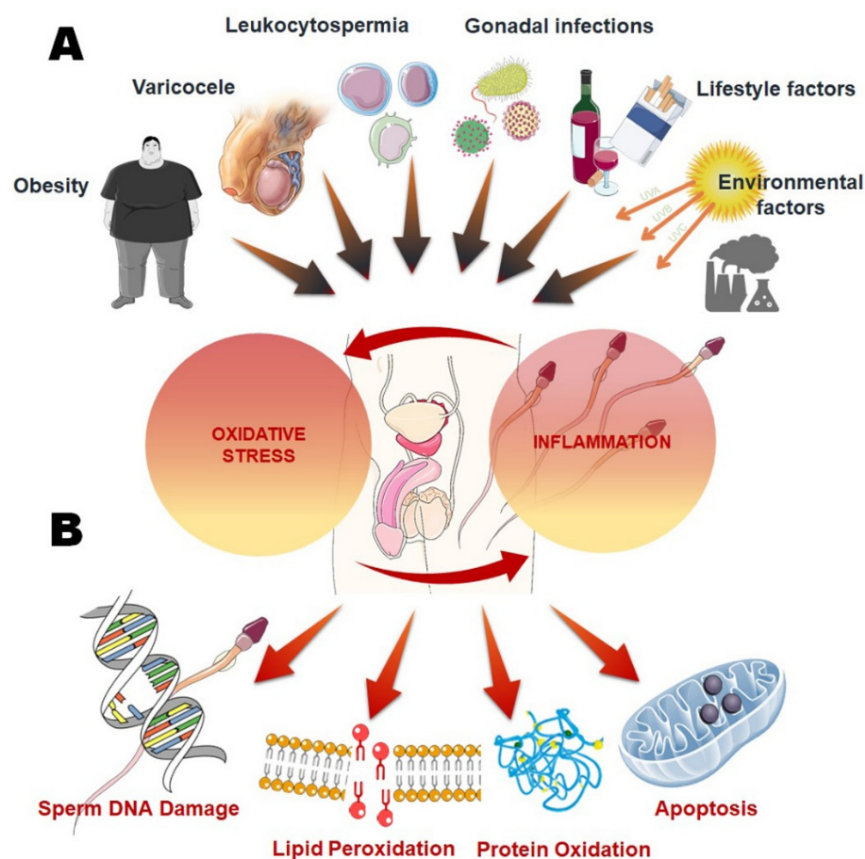 A
Leukocytospermia
Gonadal infections
Varicocele
Lifestyle factors
Obesity
Environmental
factors
UVA
UVB
UVC
OXIDATIVE
STRESS
INFLAMMATION
B
Sperm DNA Damage
Lipid Peroxidation
Protein Oxidation
Apoptosis